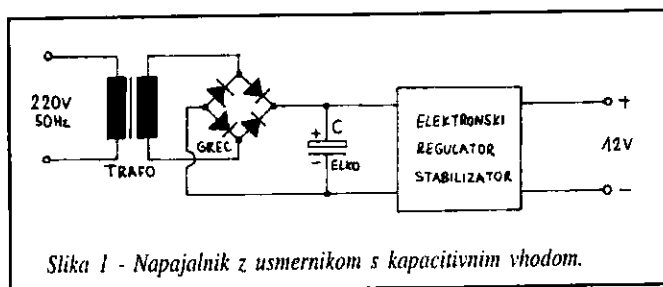 220V
50Hz
TRAFO
GREC
+ C
-
ELKO
ELEKTRONSKI
REGULATOR
STABILIZATOR
+
12V
-
Slika 1 - Napajalnik z usmernikom s kapacitivnim vhodom.